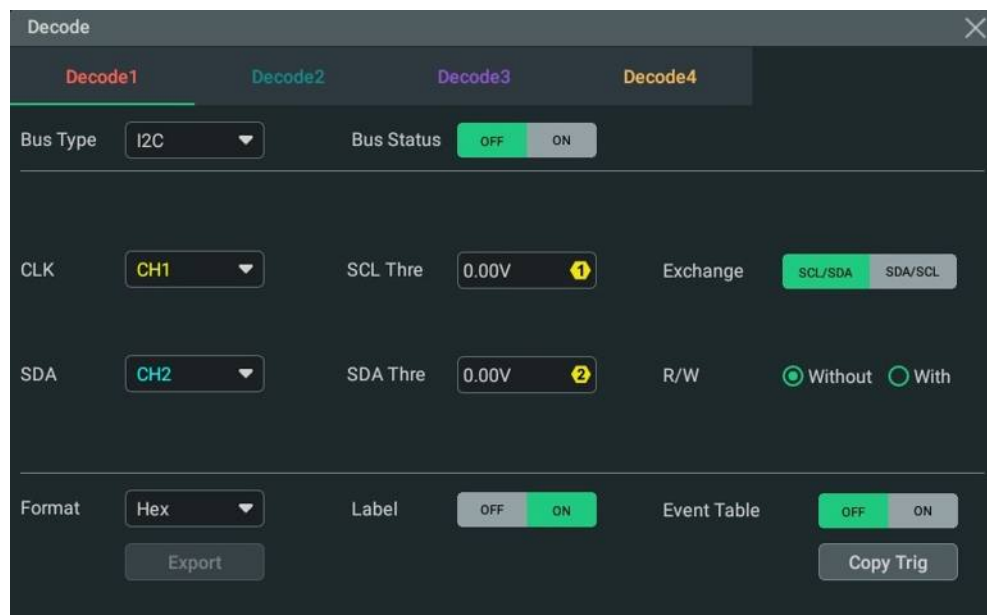 Decode
Decode1 Decode2 Decode3 Decode4
Bus Type I2C Bus Status OFF ON
CLK CH1 SCL Thre 0.00V 1 Exchange SCL/SDA SDA/SCL
SDA CH2 SDA Thre 0.00V 2 R/W Without With
Format Hex Label OFF ON Event Table OFF ON
Export Copy Trig